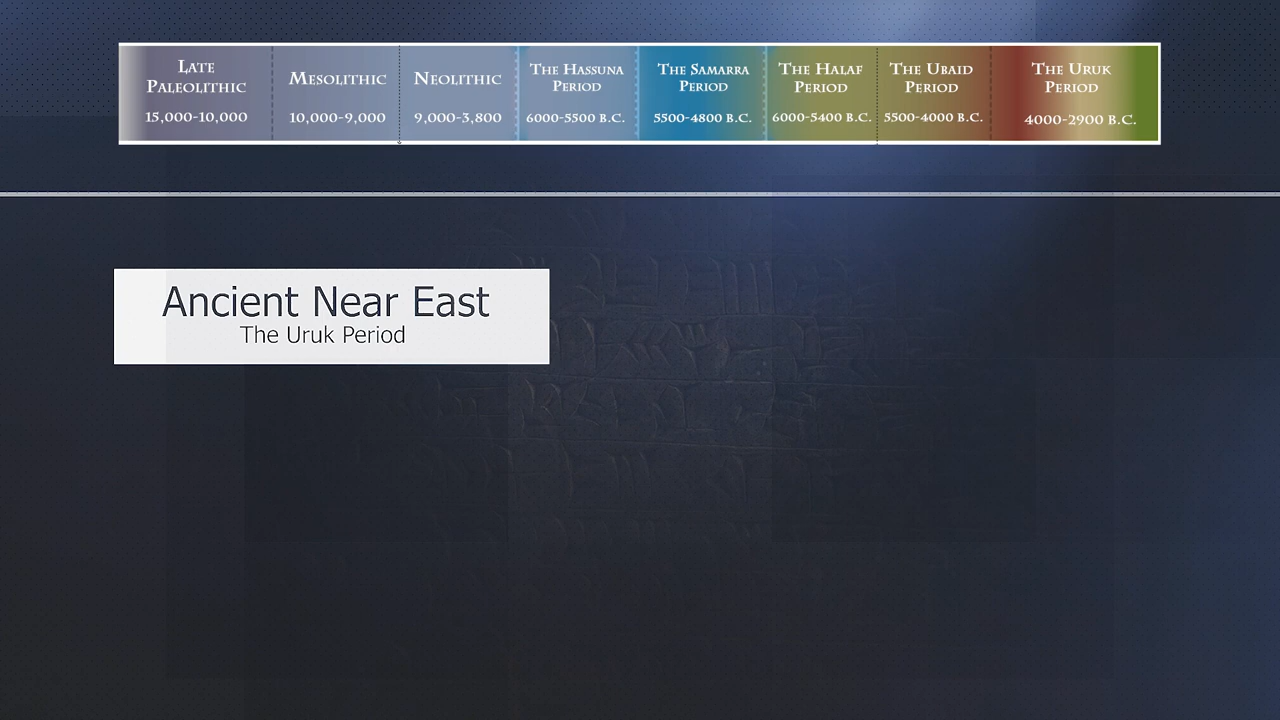 Late
Paleolithic
15,000-10,000
Mesolithic
10,000-9,000
Neolithic
9,000-3,800
The Hassuna
Period
6000-5500 B.C.
The Samarra
Period
5500-4800 B.C.
The Halaf
Period
6000-5400 B.C.
The Ubaid
Period
5500-4000 B.C.
The Uruk
Period
4000-2900 B.C.
Ancient Near East
The Uruk Period